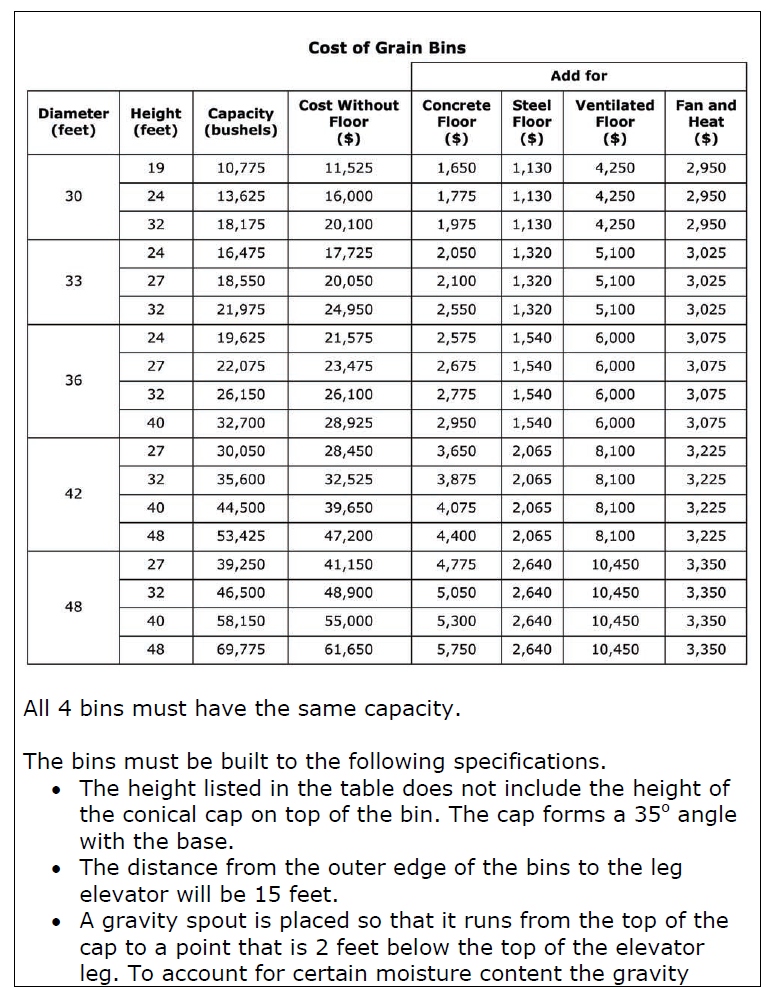 Cost of Grain Bins
Add for
Diameter (feet) Height (feet) Capacity (bushels) Cost Without Floor ($) Concrete Floor ($) Steel Floor ($) Ventilated Floor ($) Fan and Heat ($)
30 19 10,775 11,525 1,650 1,130 4,250 2,950
24 13,625 16,000 1,775 1,130 4,250 2,950
32 18,175 20,100 1,975 1,130 4,250 2,950
33 24 16,475 17,725 2,050 1,320 5,100 3,025
27 18,550 20,050 2,100 1,320 5,100 3,025
32 21,975 24,950 2,550 1,320 5,100 3,025
36 24 19,625 21,575 2,575 1,540 6,000 3,075
27 22,075 23,475 2,675 1,540 6,000 3,075
32 26,150 26,100 2,775 1,540 6,000 3,075
40 32,700 28,925 2,950 1,540 6,000 3,075
42 27 30,050 28,450 3,650 2,065 8,100 3,225
32 35,600 32,525 3,875 2,065 8,100 3,225
40 44,500 39,650 4,075 2,065 8,100 3,225
48 53,425 47,200 4,400 2,065 8,100 3,225
48 27 39,250 41,150 4,775 2,640 10,450 3,350
32 46,500 48,900 5,050 2,640 10,450 3,350
40 58,150 55,000 5,300 2,640 10,450 3,350
48 69,775 61,650 5,750 2,640 10,450 3,350
All 4 bins must have the same capacity.
The bins must be built to the following specifications.
• The height listed in the table does not include the height of
the conical cap on top of the bin. The cap forms a 35º angle
with the base.
• The distance from the outer edge of the bins to the leg
elevator will be 15 feet.
• A gravity spout is placed so that it runs from the top of the
cap to a point that is 2 feet below the top of the elevator
leg. To account for certain moisture content the gravity